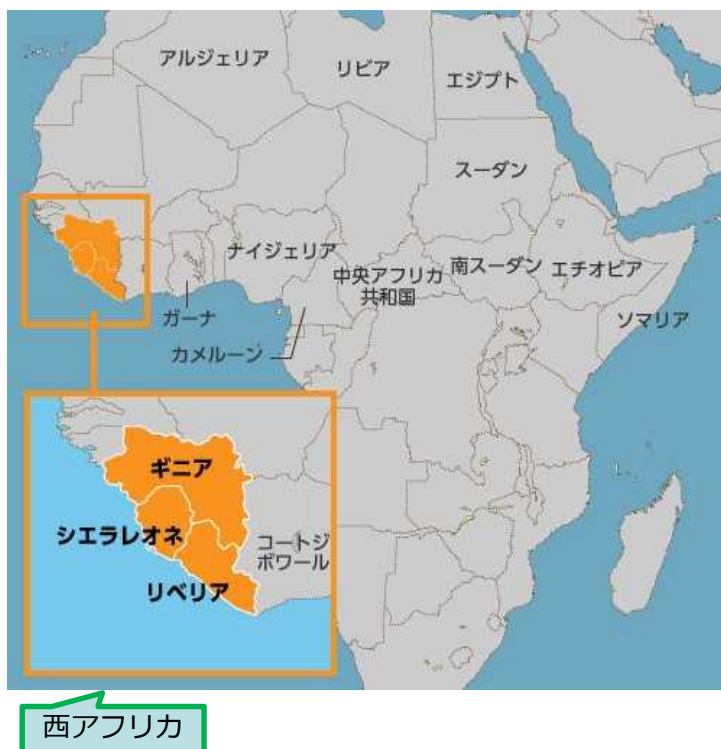 アルジェリア
リビア
エジプト
スーダン
ナイジェリア
中央アフリカ
共和国
南スーダン
エチオピア
ガーナ
カメルーン
ソマリア
ギニア
シエラレオネ
コートジ
ボワール
リベリア
西アフリカ